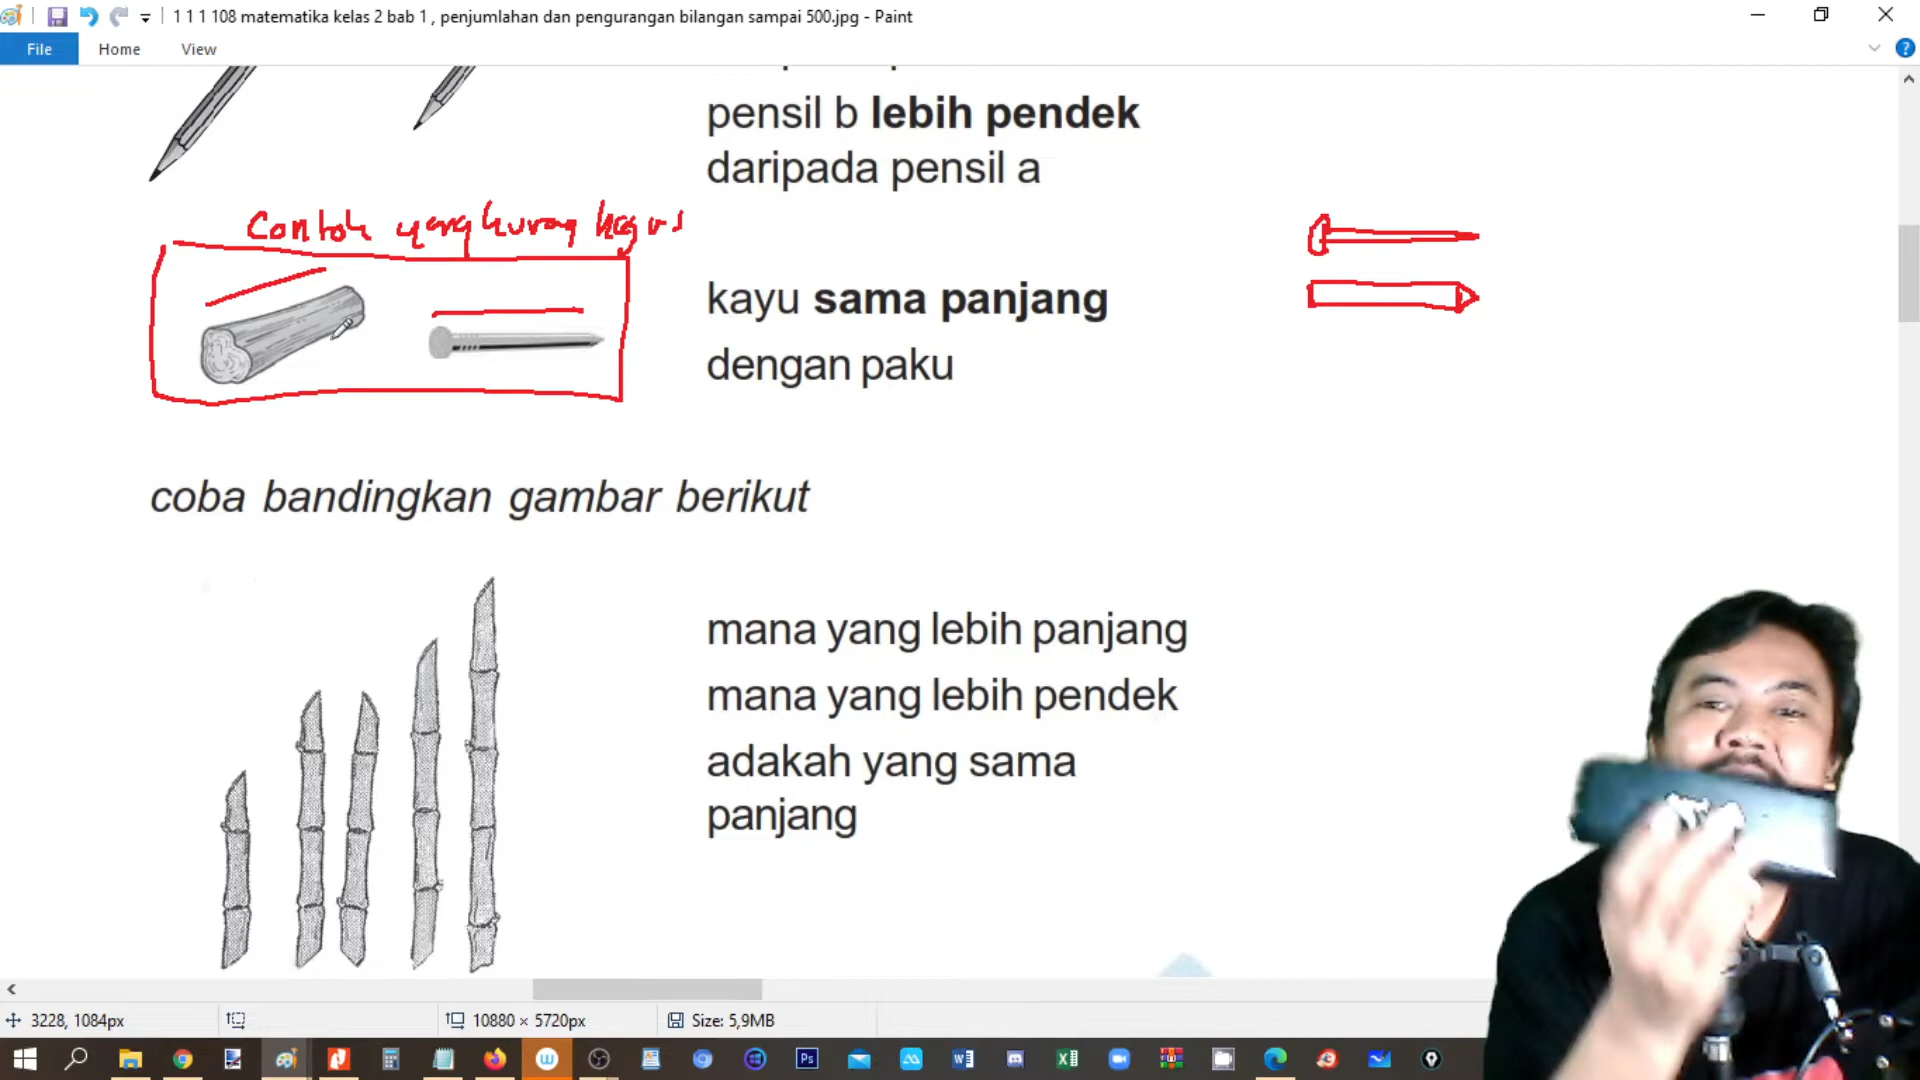 1 1 1 108 matematika kelas 2 bab 1 , penjumlahan dan pengurangan bilangan sampai 500.jpg - Paint
File Home View
pensil b lebih pendek
daripada pensil a
Contoh yang kurang bagus
kayu sama panjang
dengan paku
coba bandingkan gambar berikut
mana yang lebih panjang
mana yang lebih pendek
adakah yang sama
panjang
3228, 1084px 10880 × 5720px Size: 5,9MB